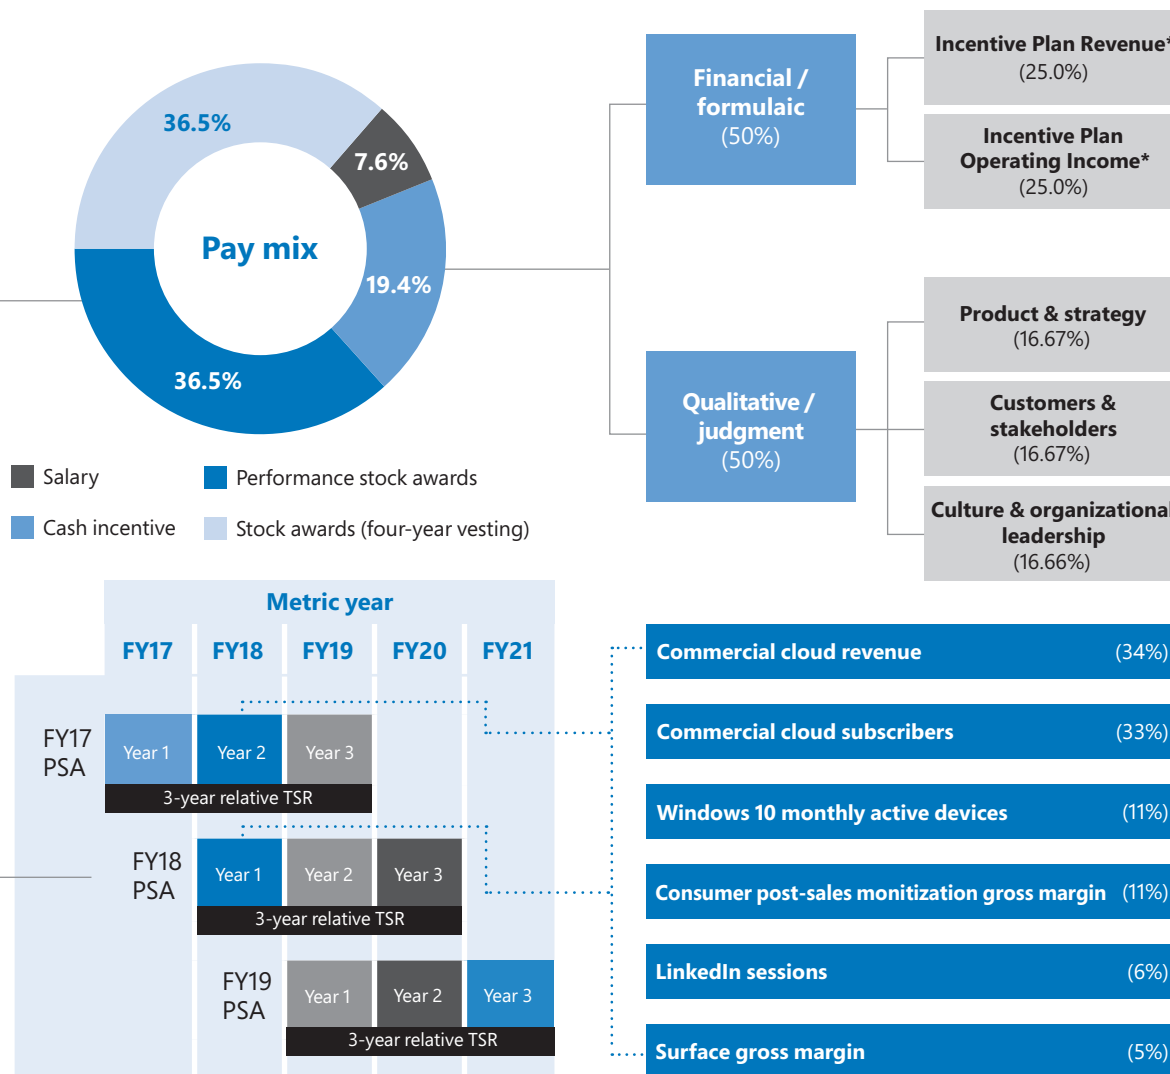 36.5%
7.6%
Pay mix
19.4%
36.5%
Salary
Performance stock awards
Cash incentive
Stock awards (four-year vesting)
Financial /
formulaic
(50%)
Incentive Plan Revenue*
(25.0%)
Incentive Plan
Operating Income*
(25.0%)
Qualitative /
judgment
(50%)
Product & strategy
(16.67%)
Customers &
stakeholders
(16.67%)
Culture & organizational
leadership
(16.66%)
Metric year
FY17 FY18 FY19 FY20 FY21
FY17
PSA
Year 1 Year 2 Year 3
3-year relative TSR
FY18
PSA
Year 1 Year 2 Year 3
3-year relative TSR
FY19
PSA
Year 1 Year 2 Year 3
3-year relative TSR
Commercial cloud revenue (34%)
Commercial cloud subscribers (33%)
Windows 10 monthly active devices (11%)
Consumer post-sales monitization gross margin (11%)
LinkedIn sessions (6%)
Surface gross margin (5%)